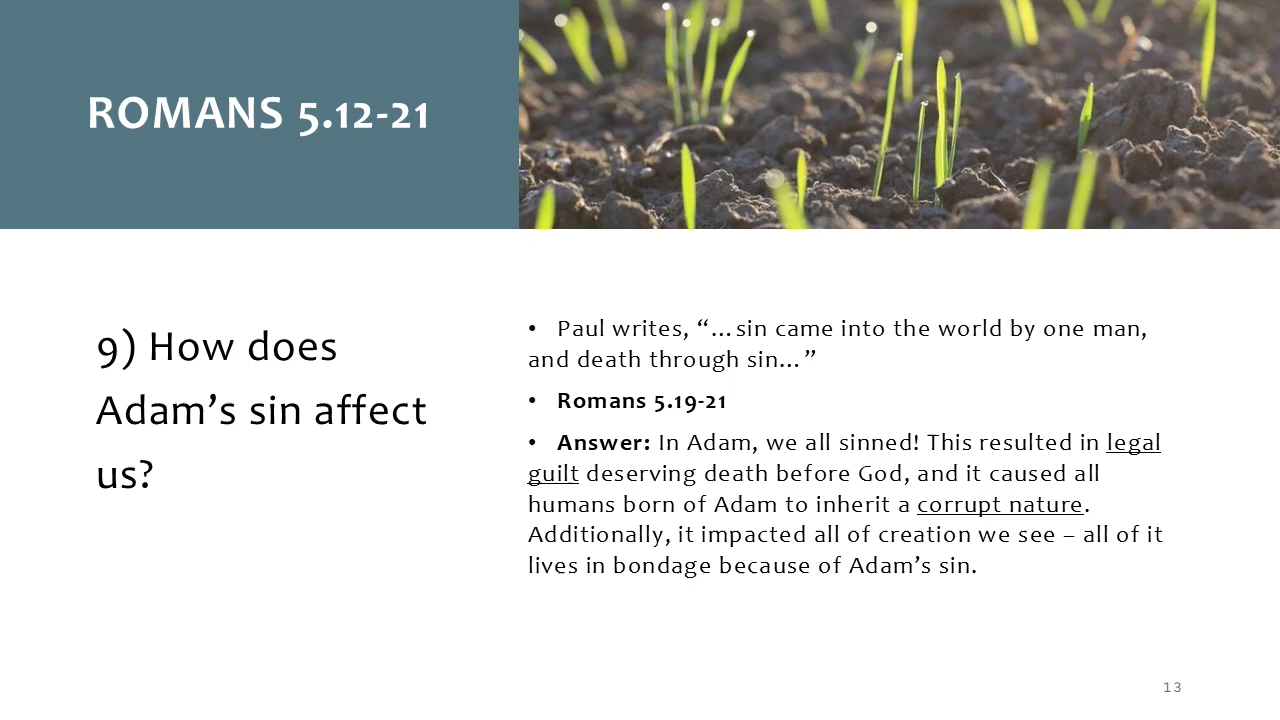 ROMANS 5.12-21
9) How does
Adam’s sin affect
us?
• Paul writes, “…sin came into the world by one man,
and death through sin…”
• Romans 5.19-21
• Answer: In Adam, we all sinned! This resulted in legal
guilt deserving death before God, and it caused all
humans born of Adam to inherit a corrupt nature.
Additionally, it impacted all of creation we see – all of it
lives in bondage because of Adam’s sin.
13